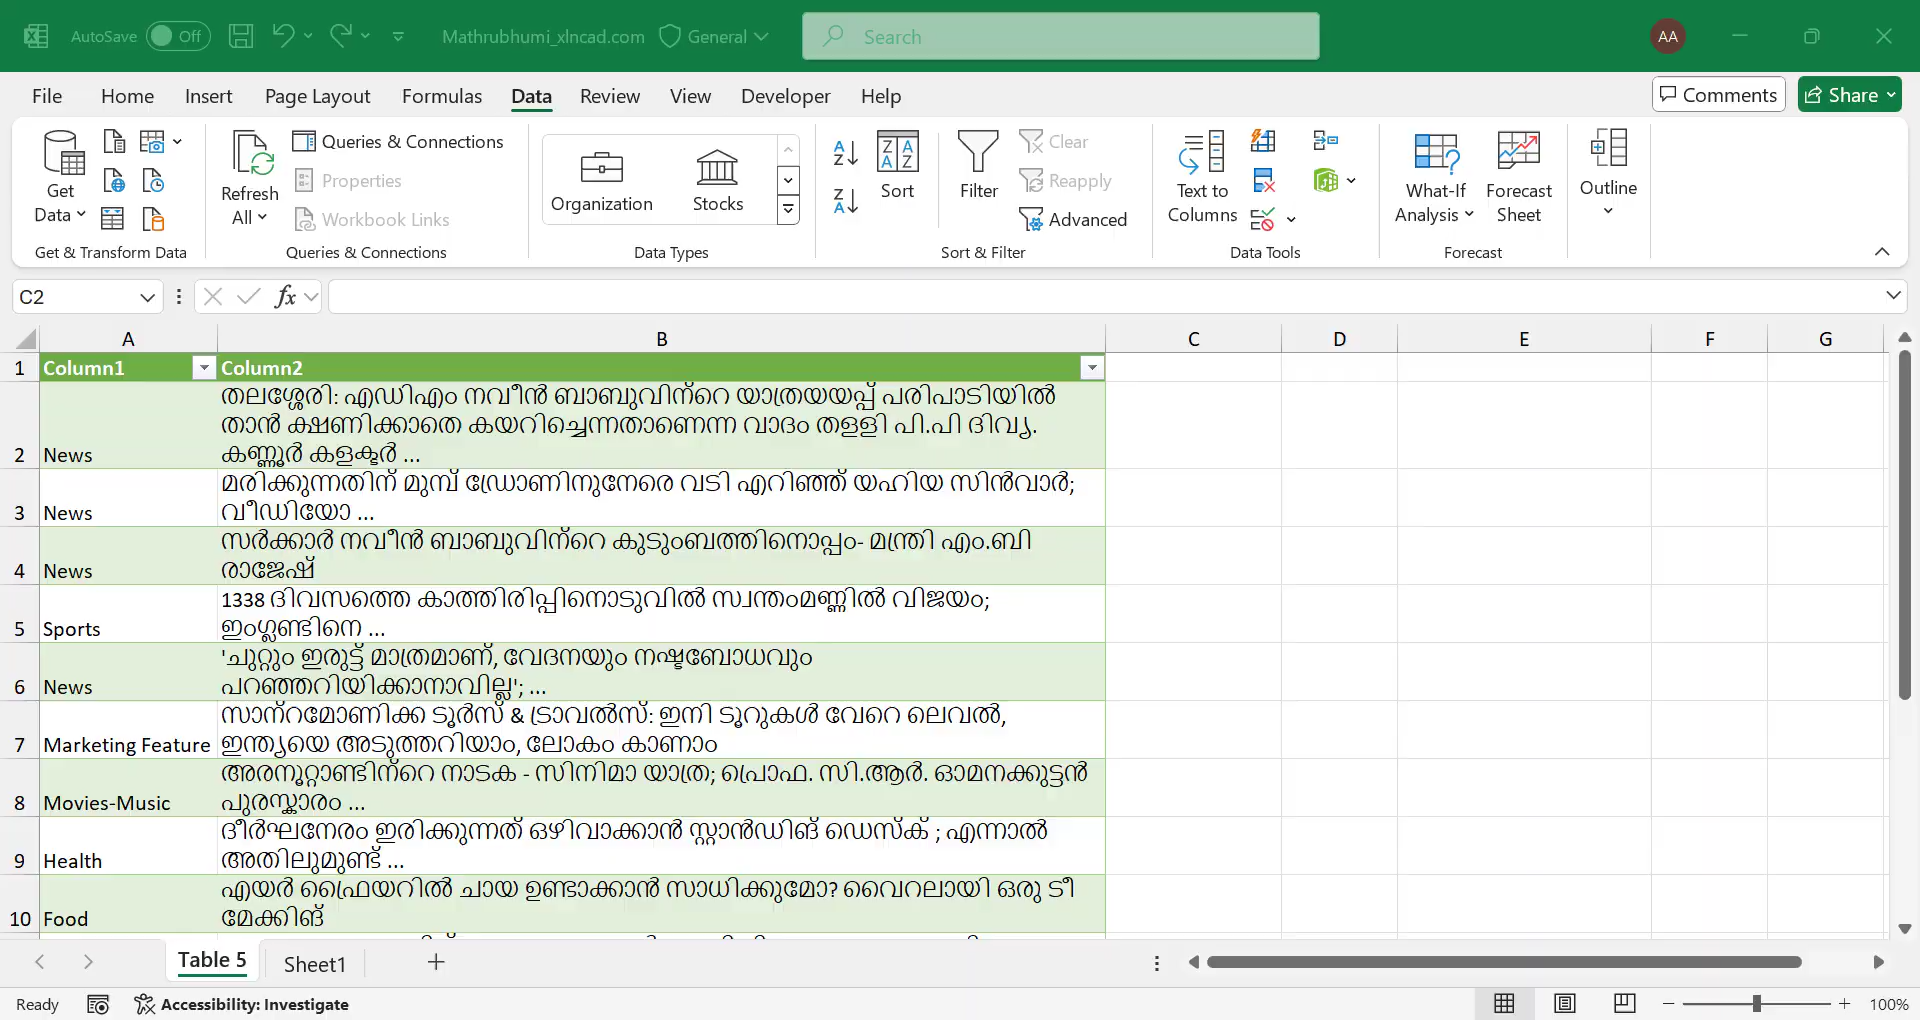 AutoSave Off Mathrubhumi_xlncad.com General Search AA
File Home Insert Page Layout Formulas Data Review View Developer Help Comments Share
Get Data
Refresh All
Queries & Connections
Properties
Workbook Links
Organization
Stocks
Sort
Filter
Clear
Reapply
Advanced
Text to Columns
What-If Analysis
Forecast Sheet
Outline
Get & Transform Data Queries & Connections Data Types Sort & Filter Data Tools Forecast
C2 fx
A B C D E F G
1 Column1 Column2
തലശ്ശേരി: എഡിഎം നവീൻ ബാബുവിന്റെ യാത്രയയപ്പ് പരിപാടിയിൽ
താൻ ക്ഷണിക്കാതെ കയറിച്ചെന്നതാണെന്ന വാദം തള്ളി പി.പി ദിവ്യ.
2 News കണ്ണൂർ കളക്ടർ ...
മരിക്കുന്നതിന് മുമ്പ് ഡ്രോണിനുനേരെ വടി എറിഞ്ഞ് യഹിയ സിൻവാർ;
3 News വീഡിയോ ...
സർക്കാർ നവീൻ ബാബുവിന്റെ കുടുംബത്തിനൊപ്പം- മന്ത്രി എം.ബി
4 News രാജേഷ്
1338 ദിവസത്തെ കാത്തിരിപ്പിനൊടുവിൽ സ്വന്തംമണ്ണിൽ വിജയം;
5 Sports ഇംഗ്ലണ്ടിനെ ...
'ചുറ്റും ഇരുട്ട് മാത്രമാണ്, വേദനയും നഷ്ടബോധവും
6 News പറഞ്ഞറിയിക്കാനാവില്ല'; ...
സാന്റമോണിക്ക ടൂർസ് & ട്രാവൽസ്: ഇനി ടൂറുകൾ വേറെ ലെവൽ,
7 Marketing Feature ഇന്ത്യയെ അടുത്തറിയാം, ലോകം കാണാം
അരനൂറ്റാണ്ടിന്റെ നാടക - സിനിമാ യാത്ര; പ്രൊഫ. സി.ആർ. ഓമനക്കുട്ടൻ
8 Movies-Music പുരസ്കാരം ...
ദീർഘനേരം ഇരിക്കുന്നത് ഒഴിവാക്കാൻ സ്റ്റാൻഡിങ് ഡെസ്ക് ; എന്നാൽ
9 Health അതിലുമുണ്ട് ...
എയർ ഫ്രൈയറിൽ ചായ ഉണ്ടാക്കാൻ സാധിക്കുമോ? വൈറലായി ഒരു ടീ
10 Food മേക്കിങ്
Table 5 Sheet1
Ready Accessibility: Investigate 100%